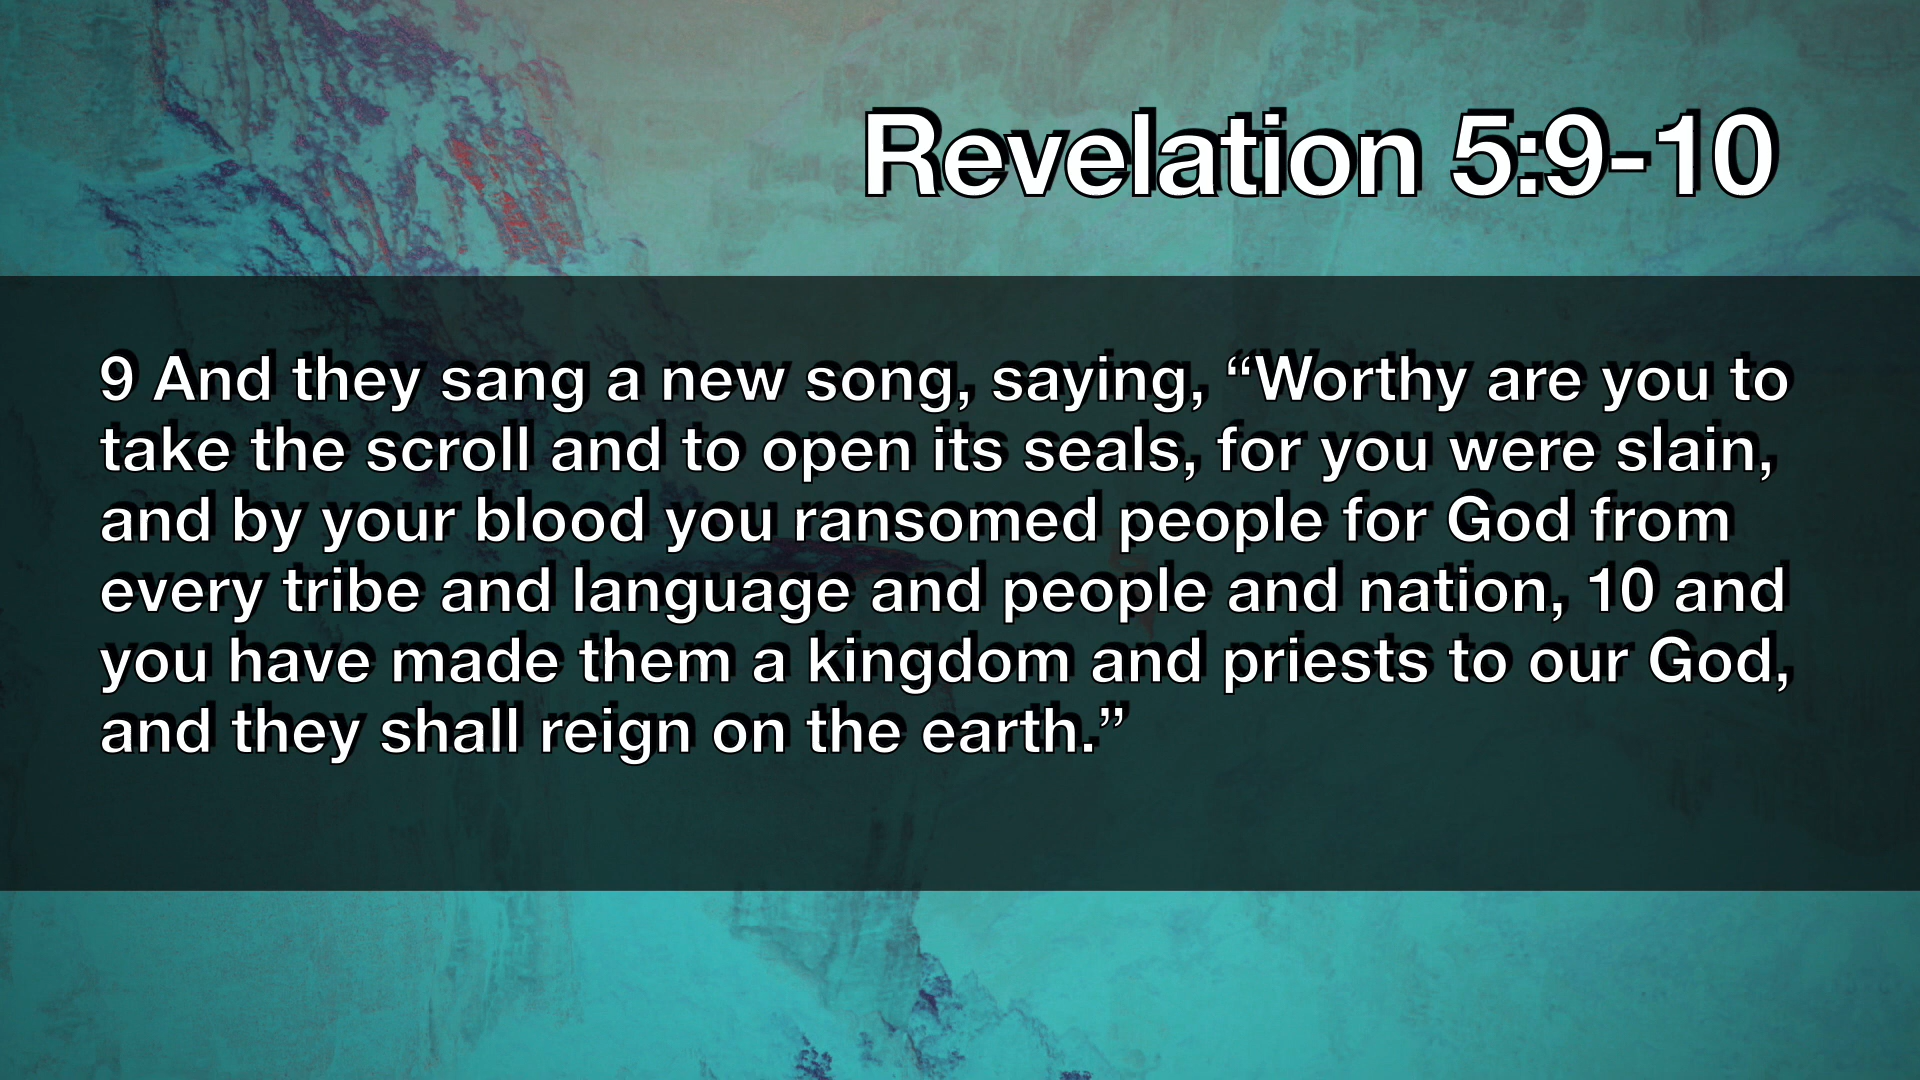 Revelation 5:9-10
9 And they sang a new song, saying, “Worthy are you to
take the scroll and to open its seals, for you were slain,
and by your blood you ransomed people for God from
every tribe and language and people and nation, 10 and
you have made them a kingdom and priests to our God,
and they shall reign on the earth.”